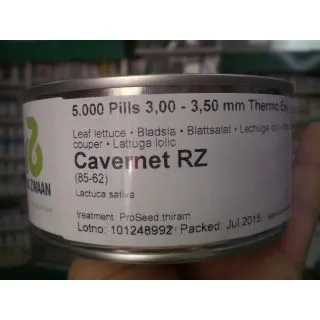 5.000 Pills 3,00 - 3,50 mm Thermo
Leaf lettuce • Bladsla • Blattsalat • Lechuga
couper • Lattuga
Cavernet RZ
(85-62)
ZWAAN
Lactuca sativa
treatment: ProSeed thiram
Lotno: 101248992 Packed: Jul 2015